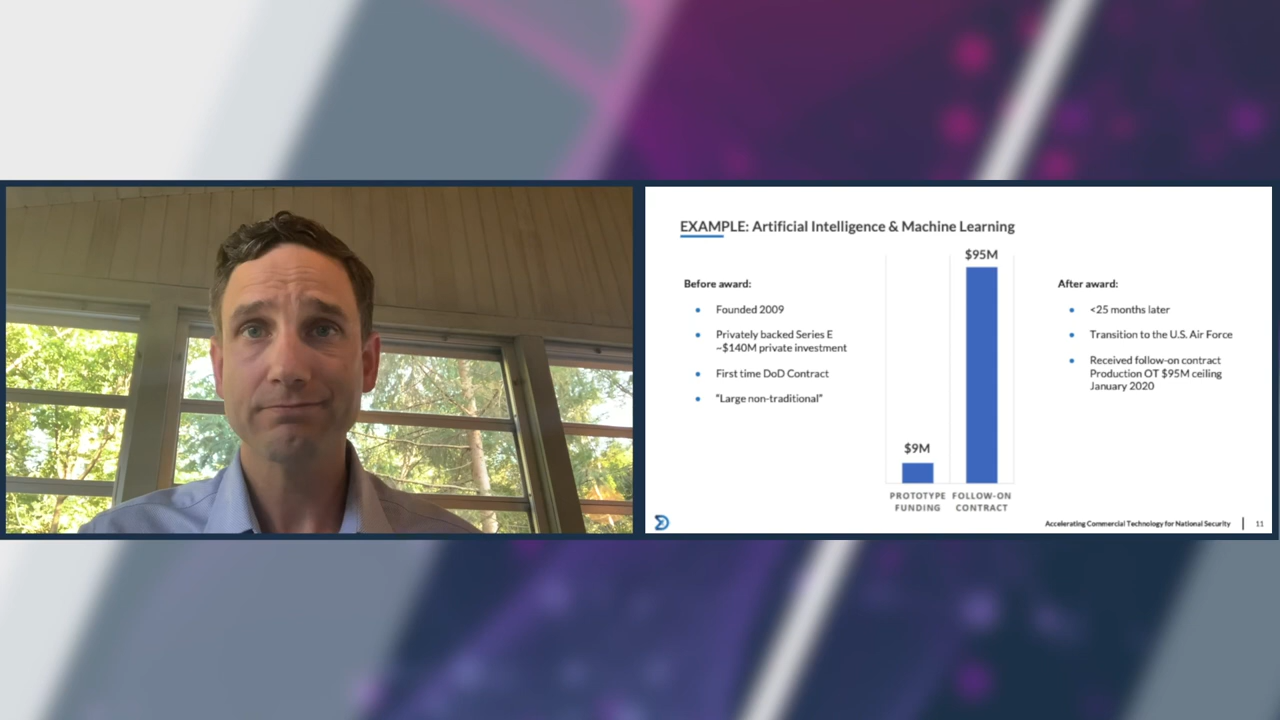 EXAMPLE: Artificial Intelligence & Machine Learning
Before award:
Founded 2009
Privately backed Series E
~$140M private investment
First time DoD Contract
“Large non-traditional”
$95M
$9M
PROTOTYPE FUNDING
FOLLOW-ON CONTRACT
After award:
<25 months later
Transition to the U.S. Air Force
Received follow-on contract
Production OT $95M ceiling
January 2020
Accelerating Commercial Technology for National Security
11